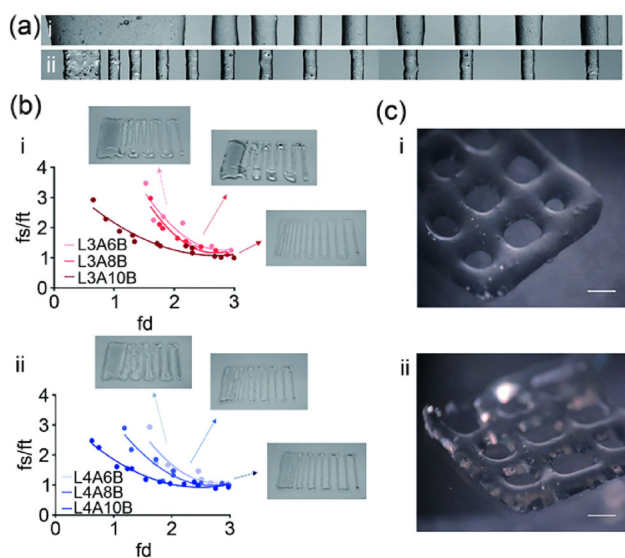 (a) i
ii
(b)
i
fs/ft
4
3
2
1
0
L3A6B
L3A8B
L3A10B
0 1 2 3
fd
ii
fs/ft
4
3
2
1
0
L4A6B
L4A8B
L4A10B
0 1 2 3
fd
(c)
i
ii